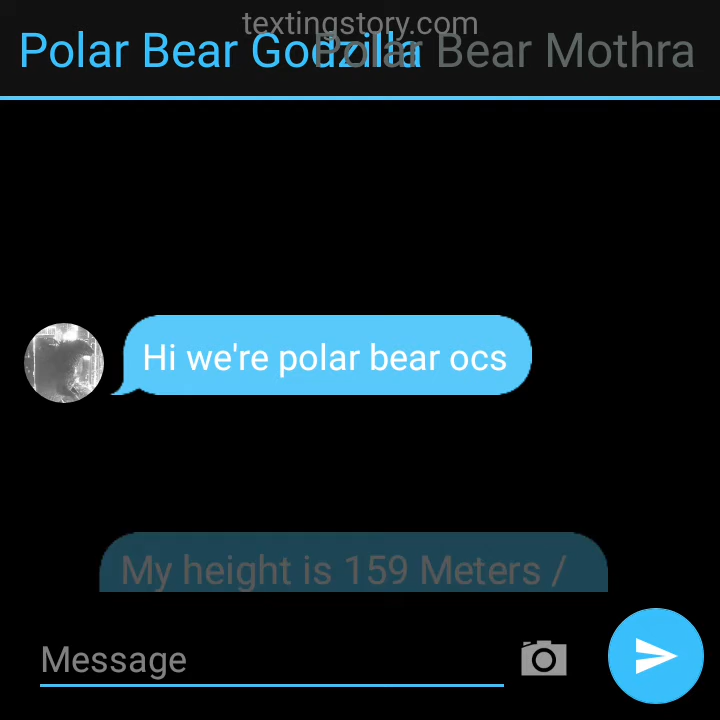 textingstory.com
Polar Bear Godzilla
Polar Bear Mothra
Hi we're polar bear ocs
My height is 159 Meters /
Message